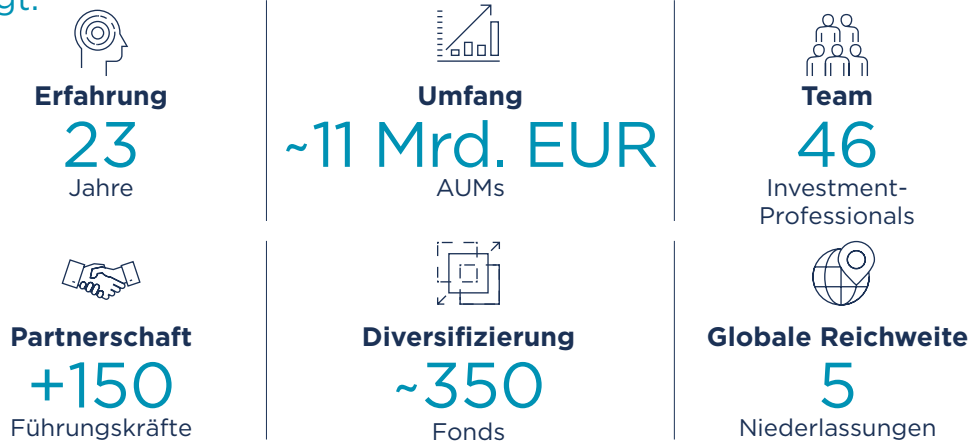 gt:
Erfahrung
23
Jahre
Umfang
~11 Mrd. EUR
AUMs
Team
46
Investment-
Professionals
Partnerschaft
+150
Führungskräfte
Diversifizierung
~350
Fonds
Globale Reichweite
5
Niederlassungen